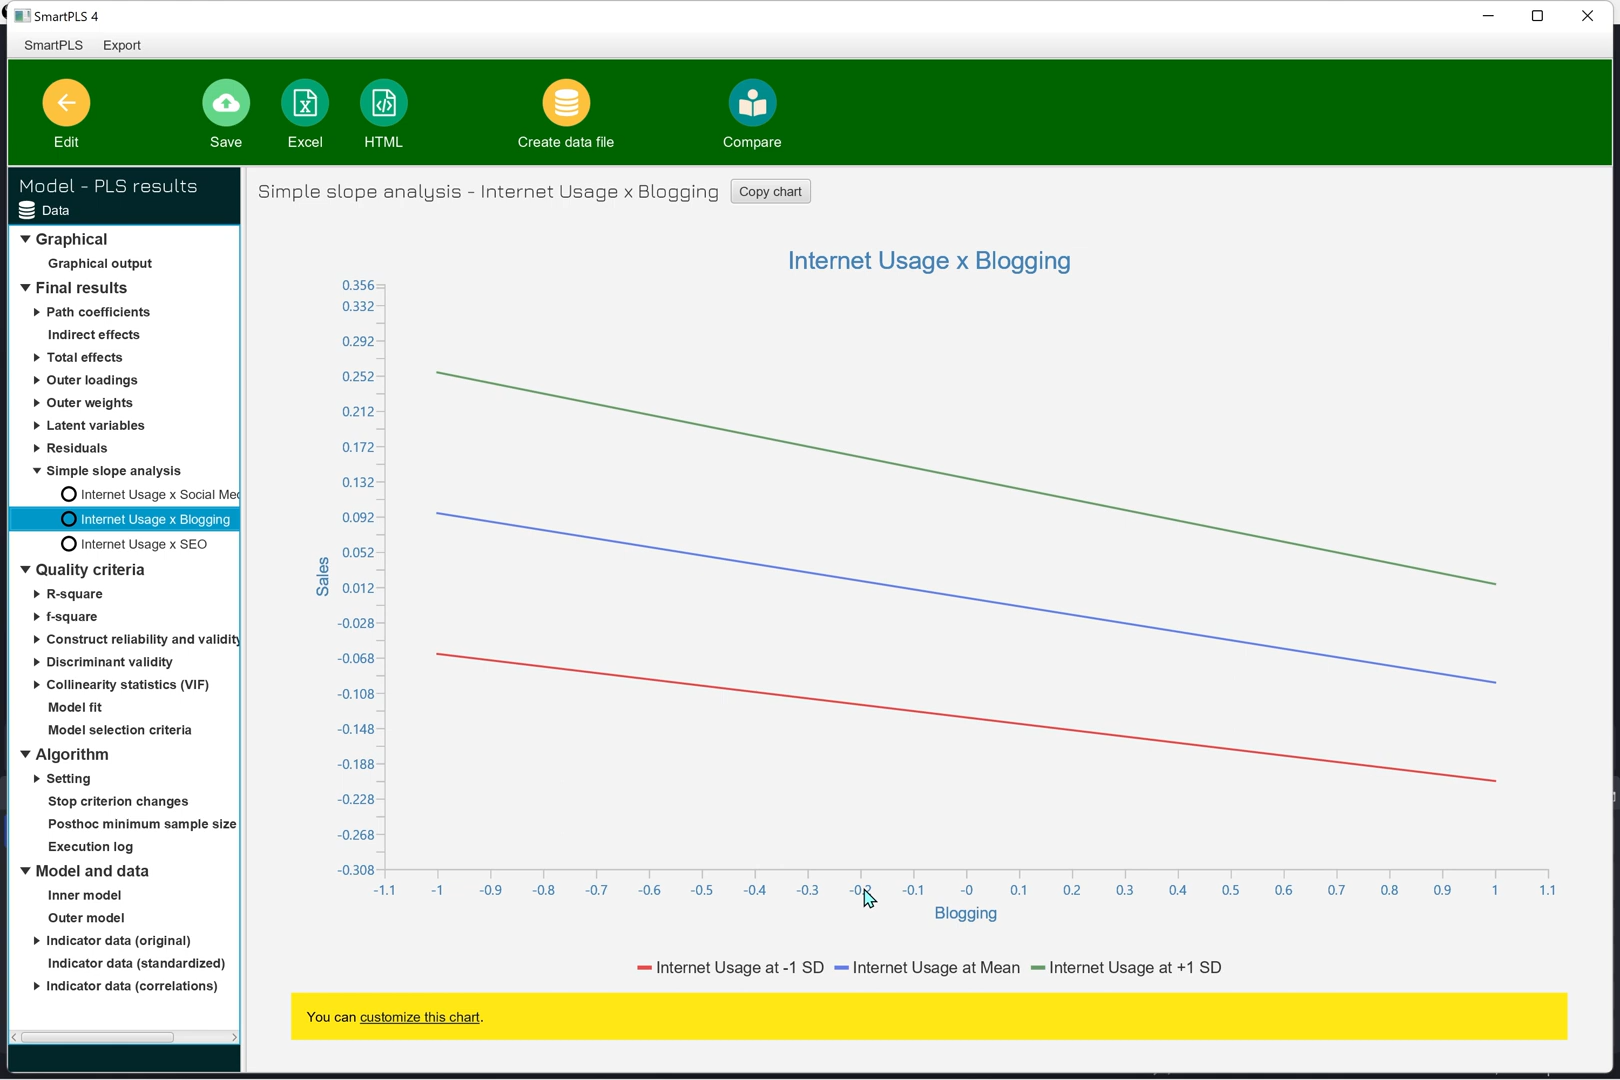 SmartPLS 4
SmartPLS Export
Edit
Save
Excel
HTML
Create data file
Compare
Model - PLS results
Data
Graphical
Graphical output
Final results
Path coefficients
Indirect effects
Total effects
Outer loadings
Outer weights
Latent variables
Residuals
Simple slope analysis
Internet Usage x Social Med
Internet Usage x Blogging
Internet Usage x SEO
Quality criteria
R-square
f-square
Construct reliability and validity
Discriminant validity
Collinearity statistics (VIF)
Model fit
Model selection criteria
Algorithm
Setting
Stop criterion changes
Posthoc minimum sample size
Execution log
Model and data
Inner model
Outer model
Indicator data (original)
Indicator data (standardized)
Indicator data (correlations)
Simple slope analysis - Internet Usage x Blogging Copy chart
Internet Usage x Blogging
0.356
0.332
0.292
0.252
0.212
0.172
0.132
0.092
0.052
0.012
-0.028
-0.068
-0.108
-0.148
-0.188
-0.228
-0.268
-0.308
Sales
-1.1 -1 -0.9 -0.8 -0.7 -0.6 -0.5 -0.4 -0.3 -0.2 -0.1 -0 0.1 0.2 0.3 0.4 0.5 0.6 0.7 0.8 0.9 1 1.1
Blogging
Internet Usage at -1 SD Internet Usage at Mean Internet Usage at +1 SD
You can customize this chart.